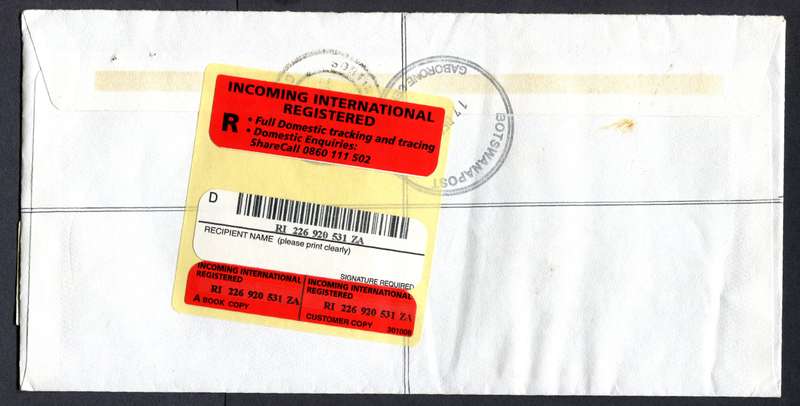 INCOMING INTERNATIONAL
REGISTERED
R
• Full Domestic tracking and tracing
• Domestic Enquiries:
ShareCall 0860 111 502
BOTSWANAPOST
GABORONE
17
D
RI 226 920 531 ZA
RECIPIENT NAME (please print clearly)
SIGNATURE REQUIRED
INCOMING INTERNATIONAL
REGISTERED
RI 226 920 531 ZA
A BOOK COPY
INCOMING INTERNATIONAL
REGISTERED
RI 226 920 531 ZA
CUSTOMER COPY
301008